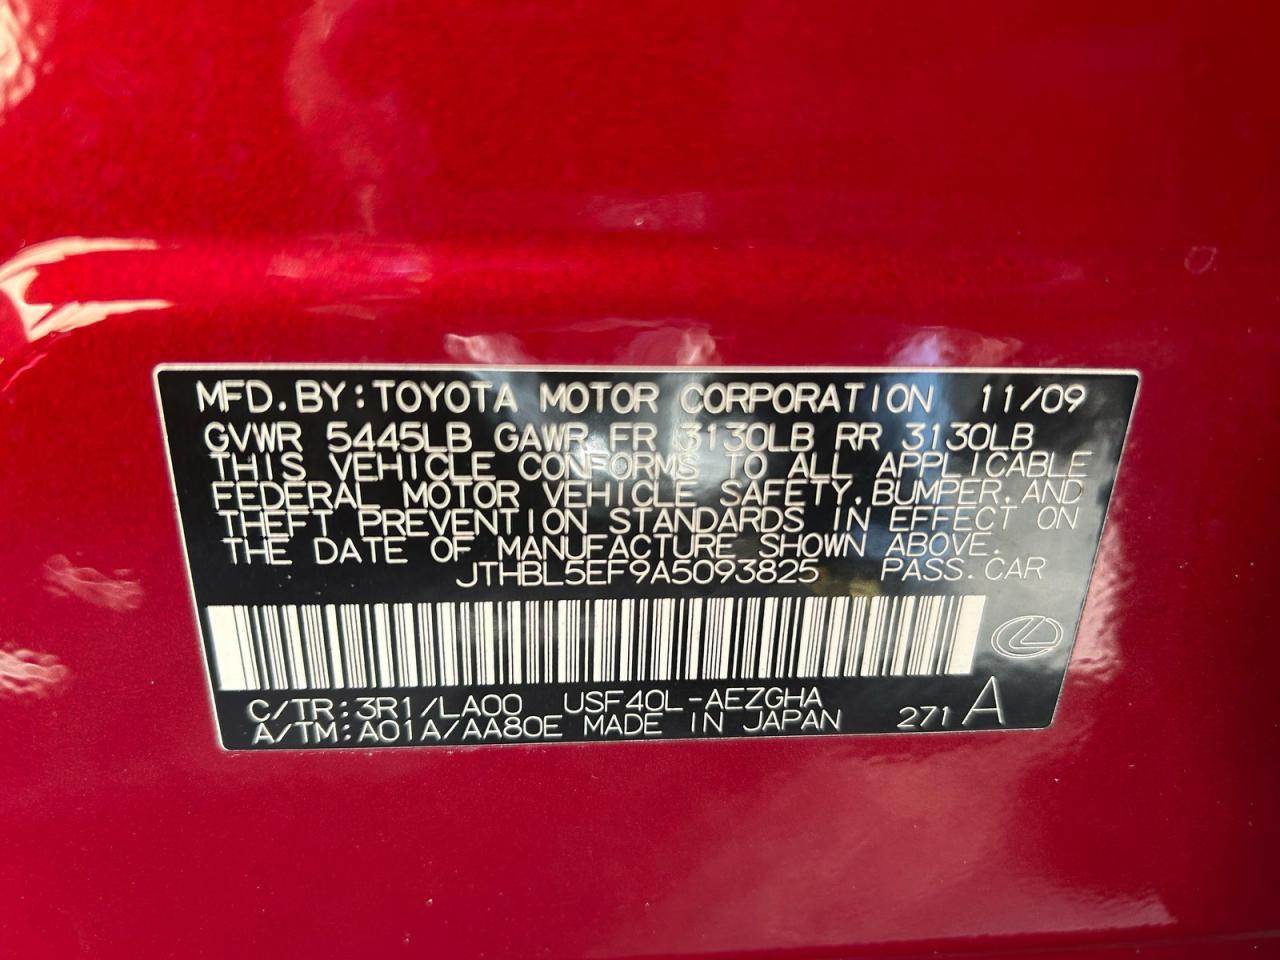 MFD.BY:TOYOTA MOTOR CORPORATION 11/09
GVWR 5445LB GAWR FR 3130LB RR 3130LB
THIS VEHICLE CONFORMS TO ALL APPLICABLE
FEDERAL MOTOR VEHICLE SAFETY,BUMPER,AND
THEFT PREVENTION STANDARDS IN EFFECT ON
THE DATE OF MANUFACTURE SHOWN ABOVE.
JTHBL5EF9A5093825 PASS.CAR
C/TR:3R1/LA00 USF40L-AEZGHA
A/TM:A01A/AA80E MADE IN JAPAN 271 A